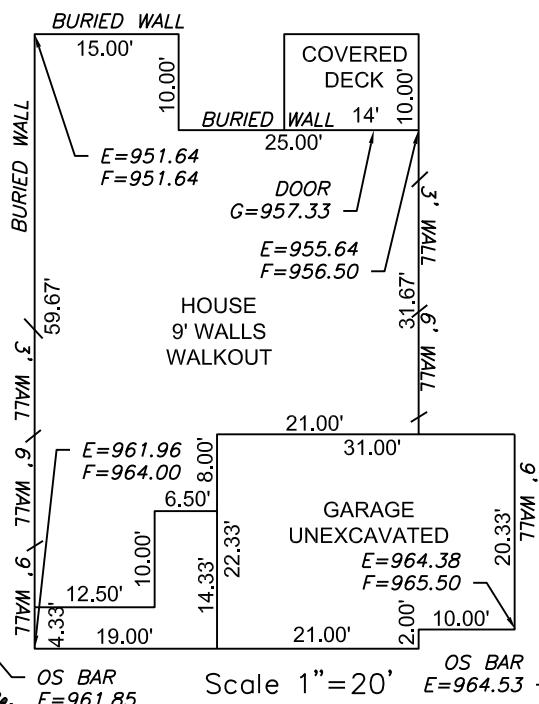 BURIED WALL
15.00'
10.00'
COVERED
DECK
10.00'
BURIED WALL
BURIED WALL
14'
25.00'
E=951.64
F=951.64
DOOR
G=957.33
3' WALL
E=955.64
F=956.50
59.67'
HOUSE
9' WALLS
WALKOUT
31.67'
6' WALL
3' WALL
21.00'
31.00'
6' WALL
E=961.96
F=964.00
8.00'
6.50'
9' WALL
GARAGE
UNEXCAVATED
20.33'
10.00'
14.33'
22.33'
E=964.38
F=965.50
9' WALL
12.50'
4.33'
19.00'
21.00'
2.00'
10.00'
OS BAR
E=961.85
Scale 1"=20'
OS BAR
E=964.53